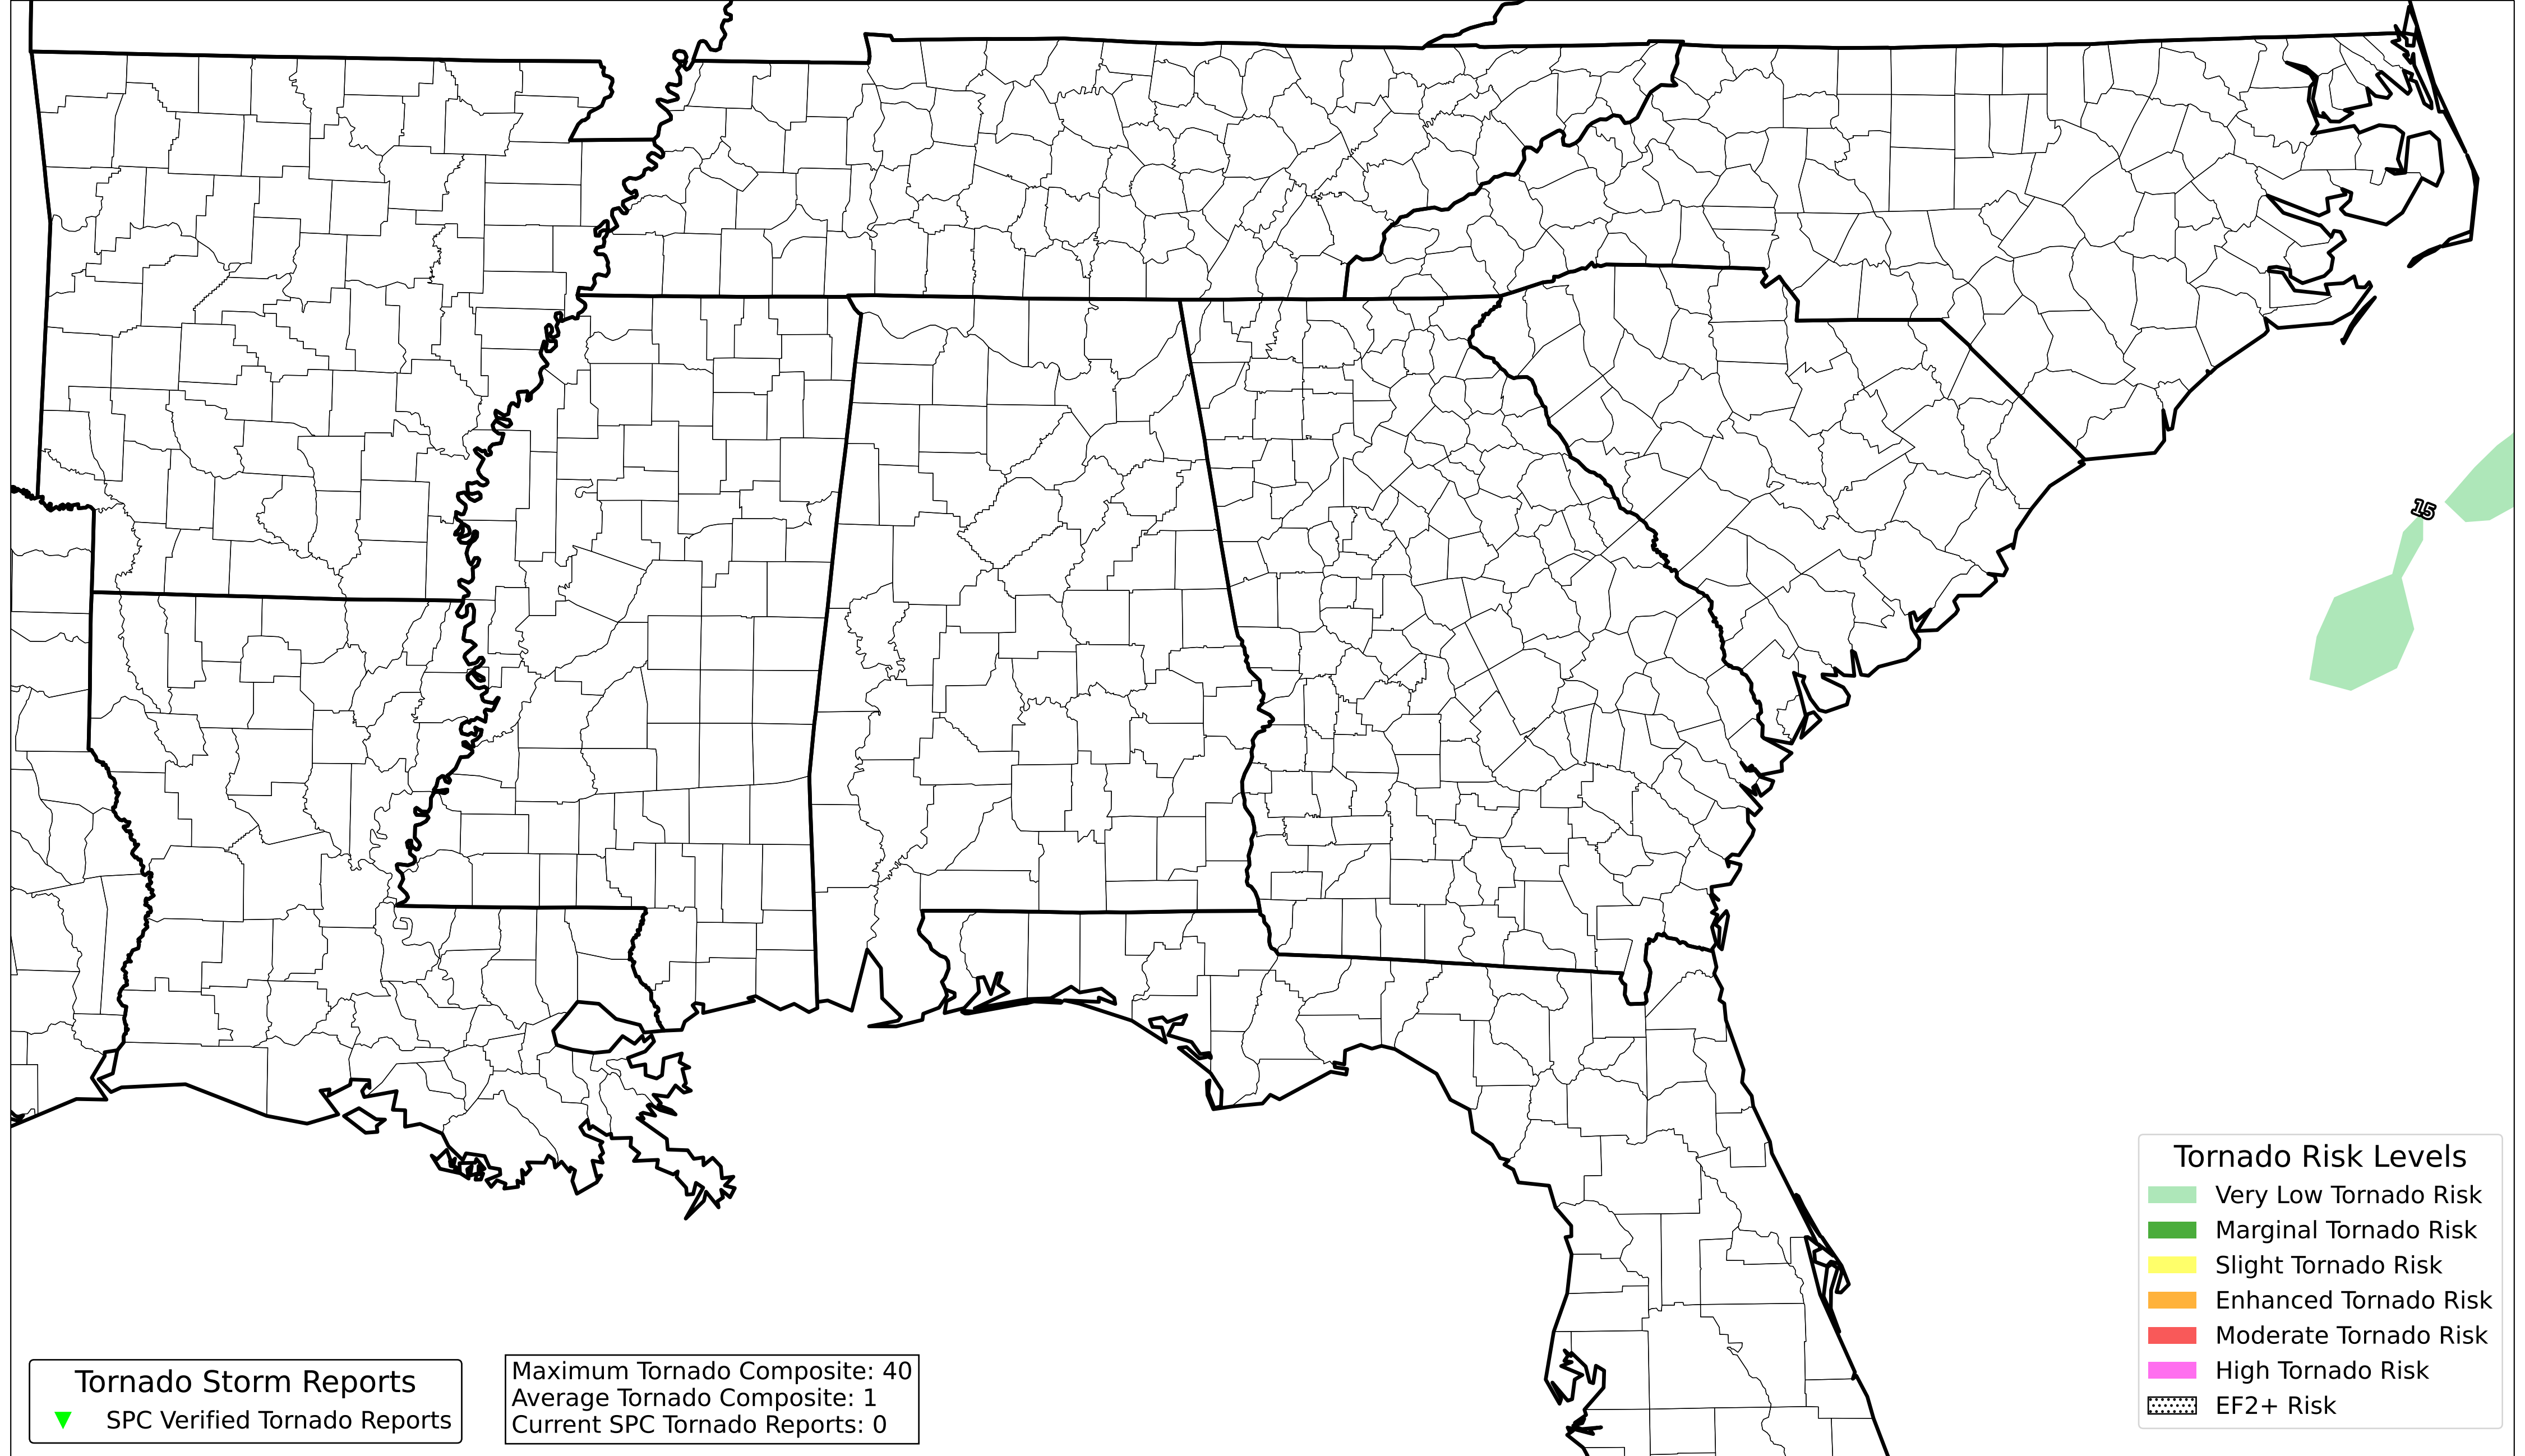 15
Tornado Risk Levels
Very Low Tornado Risk
Marginal Tornado Risk
Slight Tornado Risk
Enhanced Tornado Risk
Moderate Tornado Risk
High Tornado Risk
EF2+ Risk
Tornado Storm Reports
SPC Verified Tornado Reports
Maximum Tornado Composite: 40
Average Tornado Composite: 1
Current SPC Tornado Reports: 0